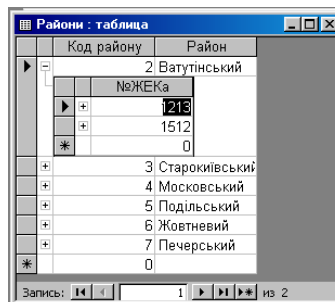 Райони : таблица
Код району Район
2 Ватутінський
№ЖЕКа
1213
1512
0
3 Старокиївський
4 Московський
5 Подільський
6 Жовтневий
7 Печерський
0
Запись: 1 из 2